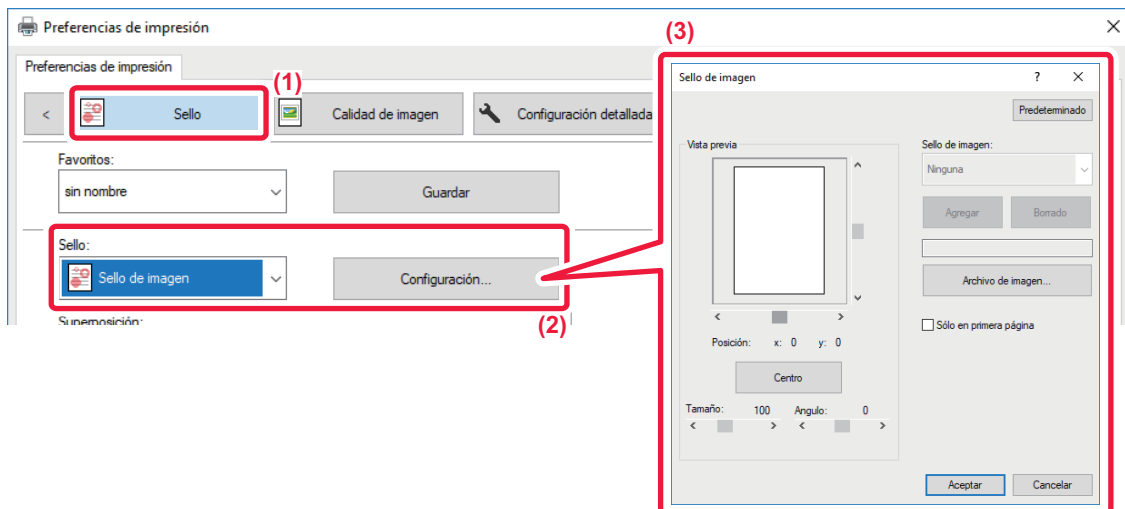 Preferencias de impresión
Preferencias de impresión
(1)
<
Sello
Calidad de imagen
Configuración detallada
Favoritos:
sin nombre
Guardar
Sello:
Sello de imagen
Configuración...
(2)
Superposición:
(3)
Sello de imagen
?
Predeterminado
Vista previa
Posición: x: 0 y: 0
Centro
Tamaño: 100 Angulo: 0
Sello de imagen:
Ninguna
Agregar
Borrado
Archivo de imagen...
Sólo en primera página
Aceptar
Cancelar